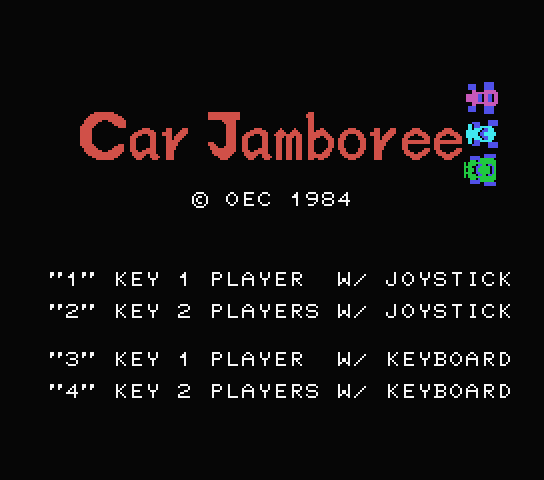 Car Jamboree
© OEC 1984
"1" KEY 1 PLAYER W/ JOYSTICK
"2" KEY 2 PLAYERS W/ JOYSTICK
"3" KEY 1 PLAYER W/ KEYBOARD
"4" KEY 2 PLAYERS W/ KEYBOARD